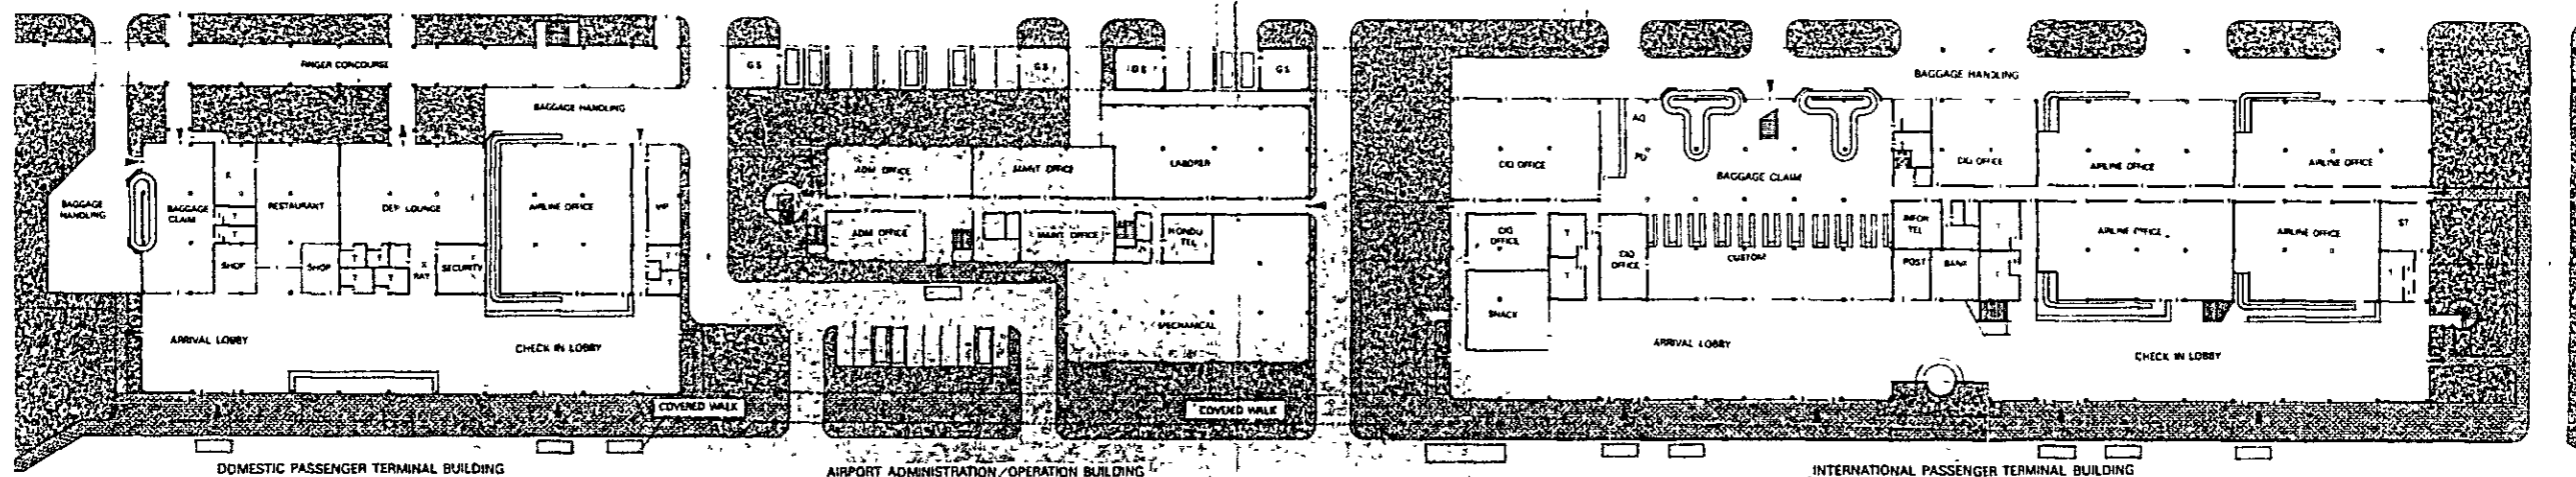 FINGER CONCOURSE
BAGGAGE HANDLING
BAGGAGE HANDLING
BAGGAGE CLAIM
K
T
T
SHOP
RESTAURANT
SHOP
DEP. LOUNGE
T
T
T
T
X RAY
SECURITY
AIRLINE OFFICE
VIP
T
T
ARRIVAL LOBBY
CHECK IN LOBBY
COVERED WALK
DOMESTIC PASSENGER TERMINAL BUILDING
GS
GS
GS
GS
ADM OFFICE
MAINT OFFICE
LABORER
ADM OFFICE
MAINT OFFICE
MECHANICAL
COVERED WALK
AIRPORT ADMINISTRATION/OPERATION BUILDING
BAGGAGE HANDLING
CIQ OFFICE
AQ
PQ
BAGGAGE CLAIM
CIQ OFFICE
AIRLINE OFFICE
AIRLINE OFFICE
CIQ OFFICE
T
T
CIQ OFFICE
CUSTOM
INFOR TEL
POST
BANK
T
T
AIRLINE OFFICE
AIRLINE OFFICE
ST
T
SNACK
ARRIVAL LOBBY
CHECK IN LOBBY
INTERNATIONAL PASSENGER TERMINAL BUILDING